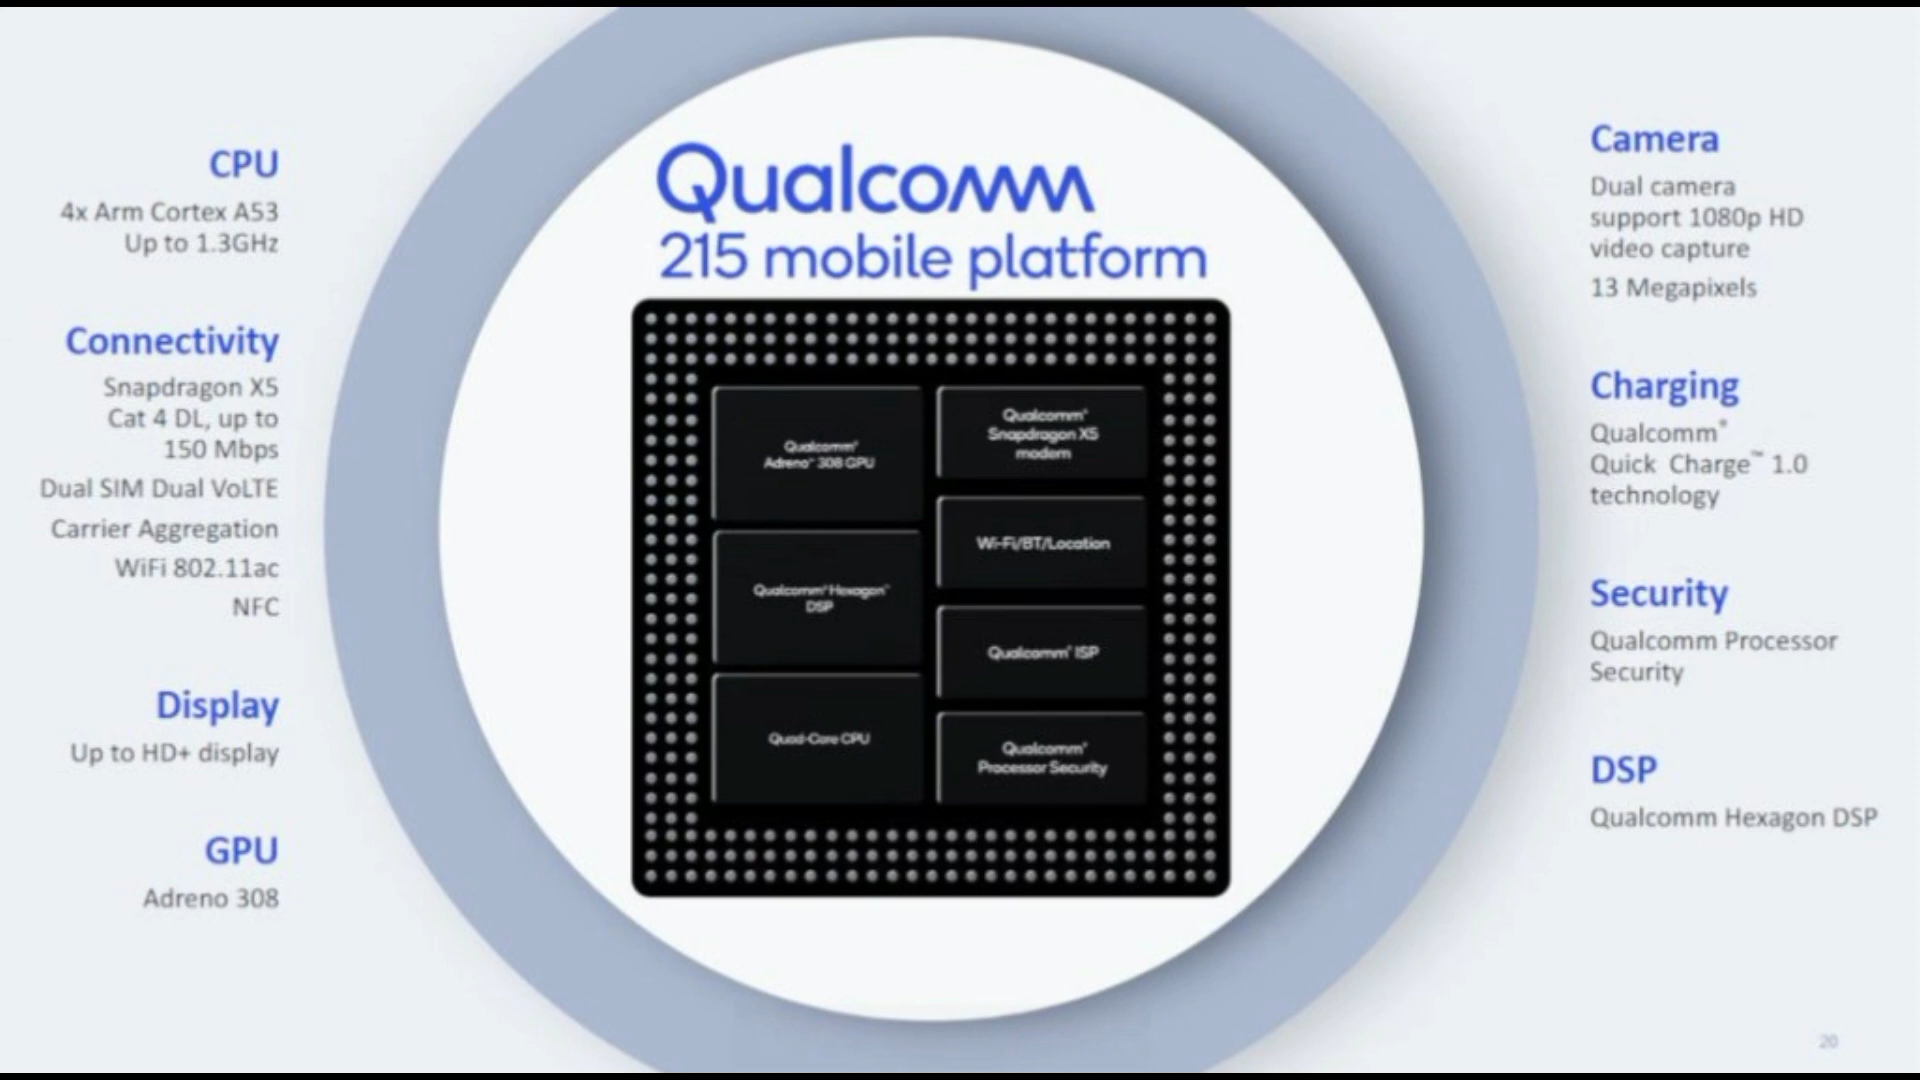 Qualcomm
215 mobile platform
CPU
4x Arm Cortex A53
Up to 1.3GHz
Connectivity
Snapdragon X5
Cat 4 DL, up to
150 Mbps
Dual SIM Dual VoLTE
Carrier Aggregation
WiFi 802.11ac
NFC
Display
Up to HD+ display
GPU
Adreno 308
Qualcomm®
Adreno™ 308 GPU
Qualcomm® Hexagon™
DSP
Quad-Core CPU
Qualcomm®
Snapdragon X5
modem
Wi-Fi/BT/Location
Qualcomm® ISP
Qualcomm®
Processor Security
Camera
Dual camera
support 1080p HD
video capture
13 Megapixels
Charging
Qualcomm®
Quick Charge™ 1.0
technology
Security
Qualcomm Processor
Security
DSP
Qualcomm Hexagon DSP
20